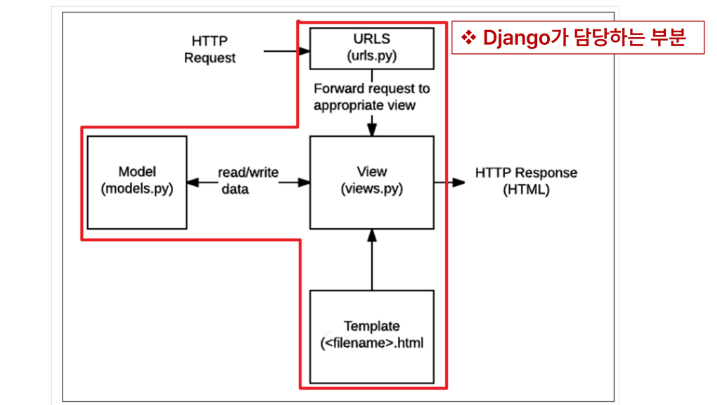 ❖ Django가 담당하는 부분
HTTP
Request
URLS
(urls.py)
Forward request to
appropriate view
Model
(models.py)
read/write
data
View
(views.py)
HTTP Response
(HTML)
Template
(<filename>.html